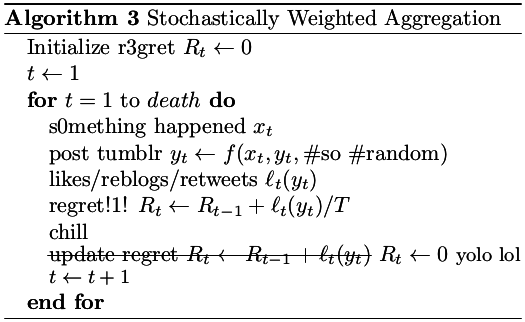 Algorithm 3 Stochastically Weighted Aggregation
Initialize r3gret R_t ← 0
t ← 1
for t = 1 to death do
s0mething happened x_t
post tumblr y_t ← f(x_t, y_t, #so #random)
likes/reblogs/retweets ℓ_t(y_t)
regret!1! R_t ← R_{t−1} + ℓ_t(y_t)/T
chill
update regret R_t ← R_{t−1} + ℓ_t(y_t) R_t ← 0 yolo lol
t ← t + 1
end for